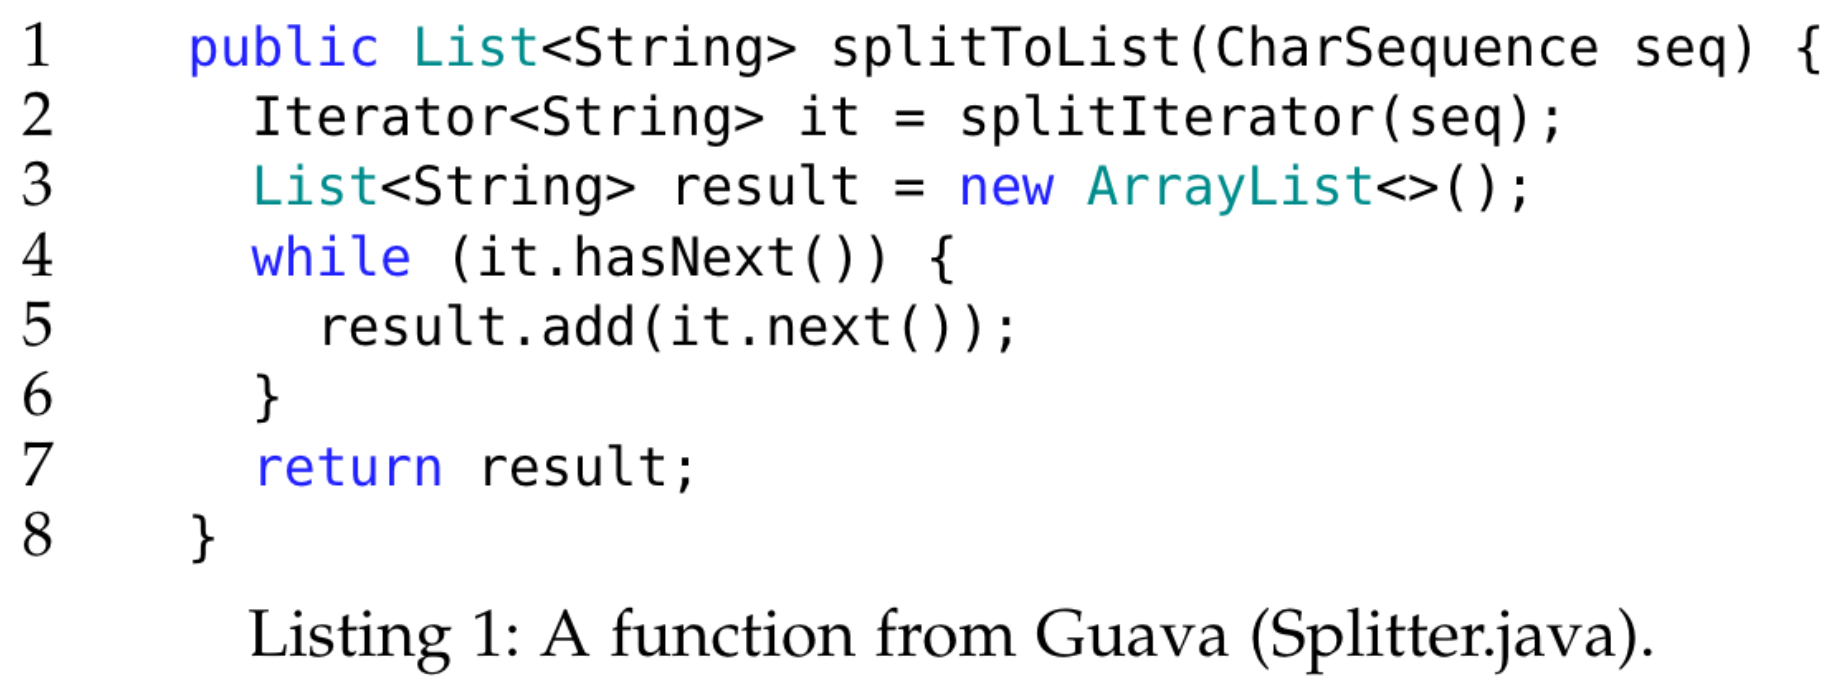 1 public List<String> splitToList(CharSequence seq) {
2 Iterator<String> it = splitIterator(seq);
3 List<String> result = new ArrayList<>();
4 while (it.hasNext()) {
5 result.add(it.next());
6 }
7 return result;
8 }
Listing 1: A function from Guava (Splitter.java).